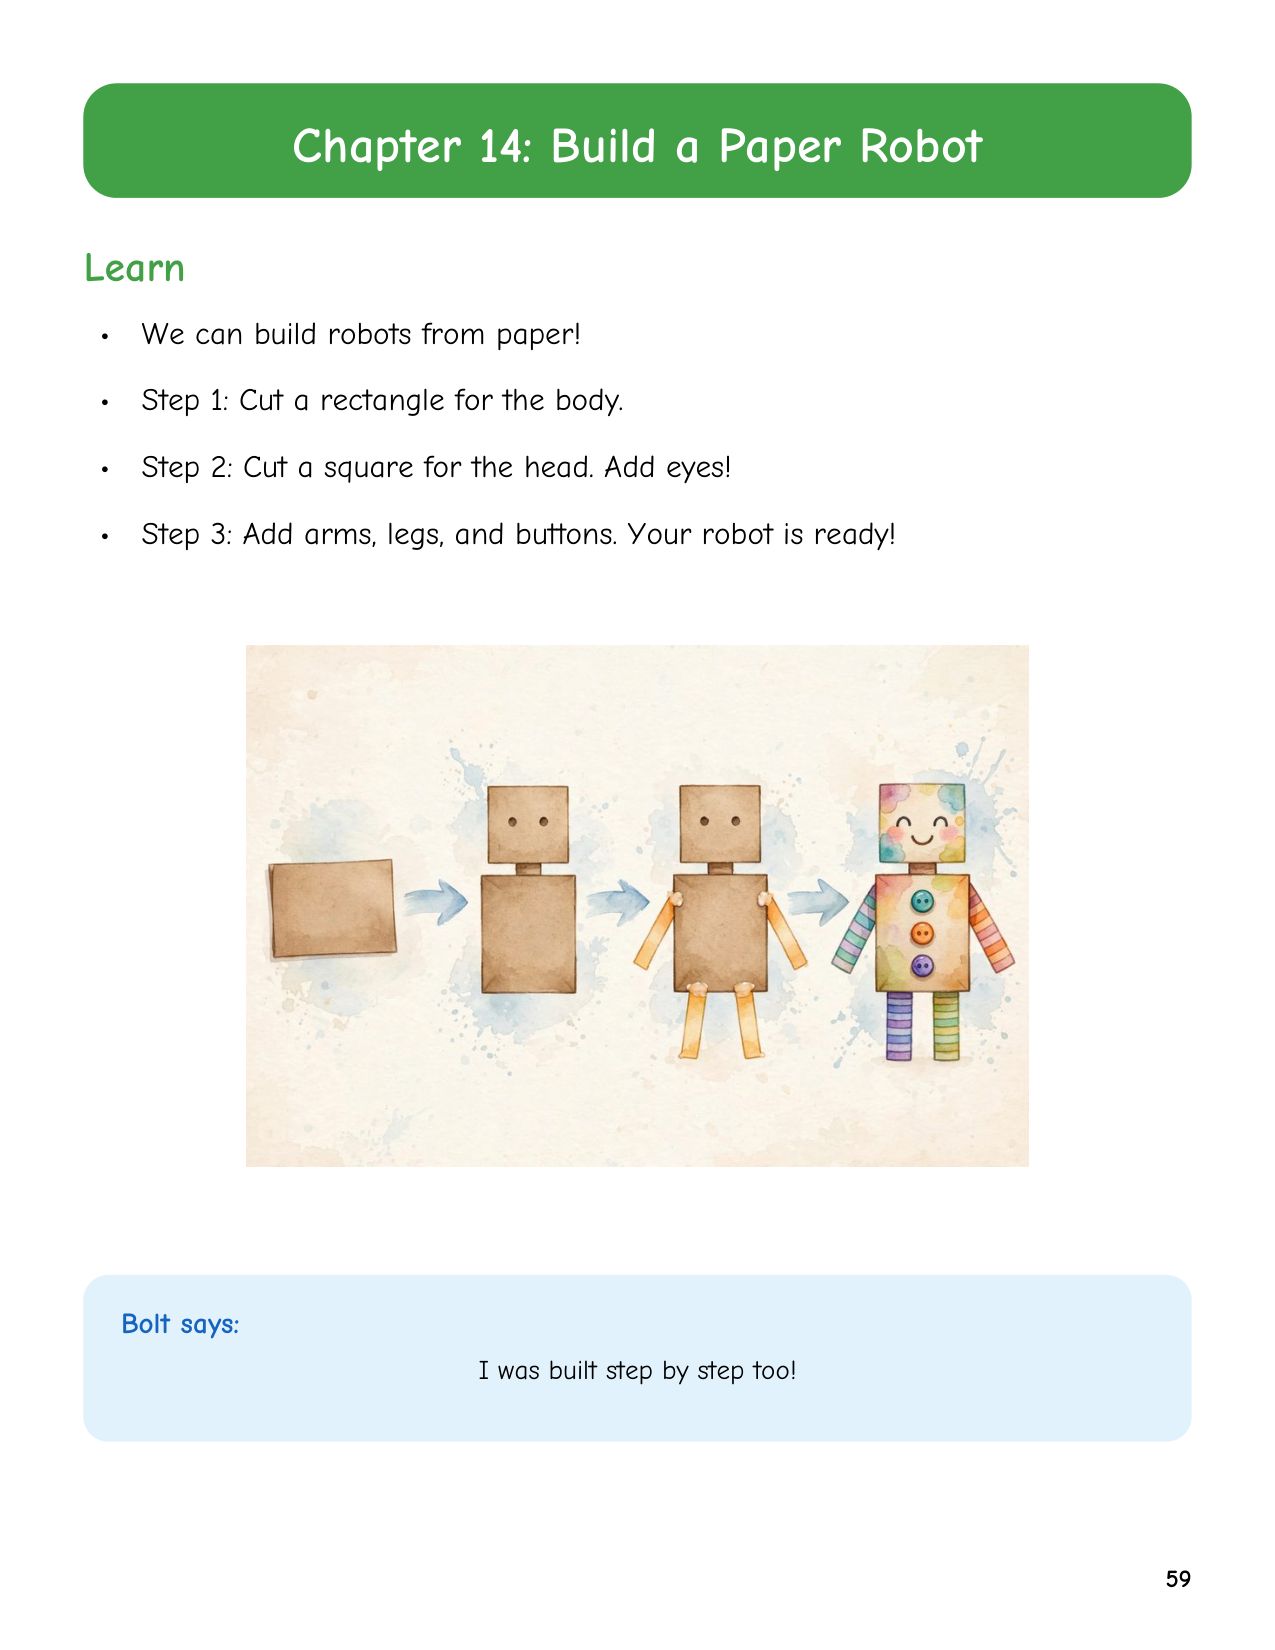 Chapter 14: Build a Paper Robot
Learn
• We can build robots from paper!
• Step 1: Cut a rectangle for the body.
• Step 2: Cut a square for the head. Add eyes!
• Step 3: Add arms, legs, and buttons. Your robot is ready!
Bolt says:
I was built step by step too!
59